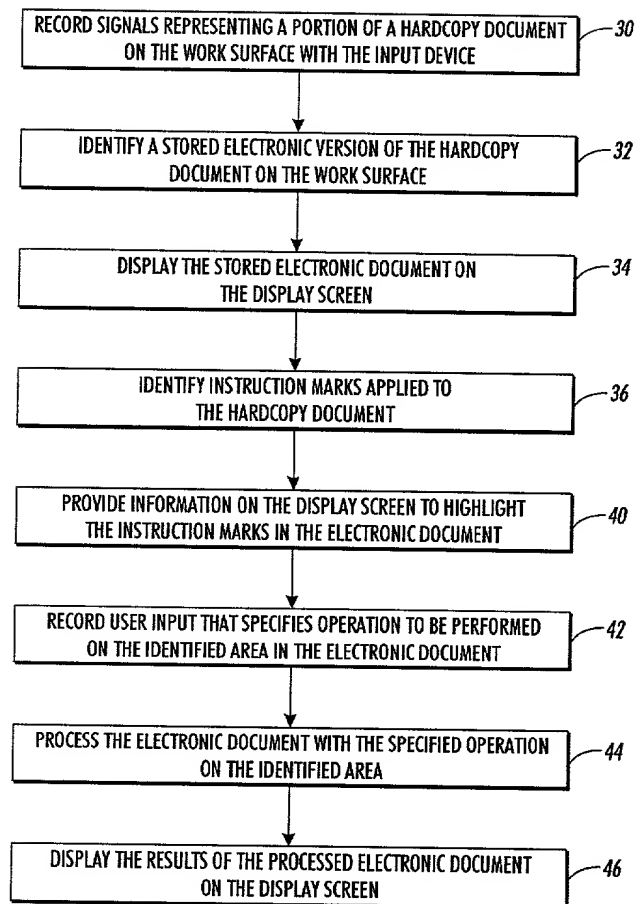 RECORD SIGNALS REPRESENTING A PORTION OF A HARDCOPY DOCUMENT
ON THE WORK SURFACE WITH THE INPUT DEVICE
30
IDENTIFY A STORED ELECTRONIC VERSION OF THE HARDCOPY
DOCUMENT ON THE WORK SURFACE
32
DISPLAY THE STORED ELECTRONIC DOCUMENT ON
THE DISPLAY SCREEN
34
IDENTIFY INSTRUCTION MARKS APPLIED TO
THE HARDCOPY DOCUMENT
36
PROVIDE INFORMATION ON THE DISPLAY SCREEN TO HIGHLIGHT
THE INSTRUCTION MARKS IN THE ELECTRONIC DOCUMENT
40
RECORD USER INPUT THAT SPECIFIES OPERATION TO BE PERFORMED
ON THE IDENTIFIED AREA IN THE ELECTRONIC DOCUMENT
42
PROCESS THE ELECTRONIC DOCUMENT WITH THE SPECIFIED OPERATION
ON THE IDENTIFIED AREA
44
DISPLAY THE RESULTS OF THE PROCESSED ELECTRONIC DOCUMENT
ON THE DISPLAY SCREEN
46